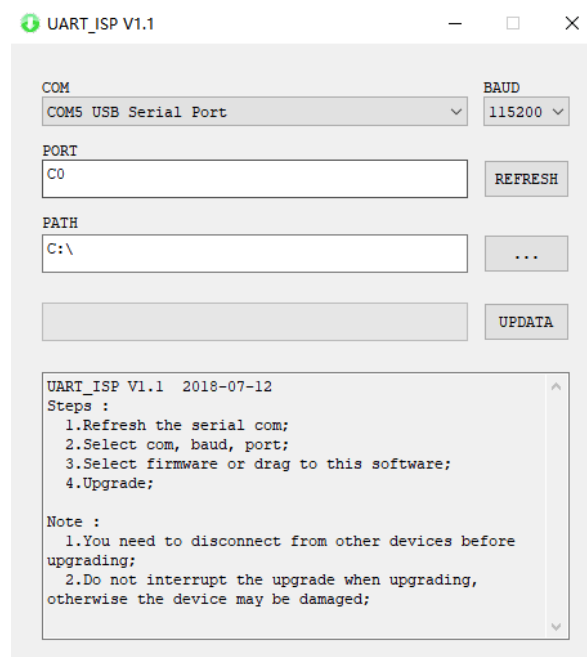 UART_ISP V1.1
COM
BAUD
COM5 USB Serial Port
115200
PORT
C0
REFRESH
PATH
C:\
...
UPDATA
UART_ISP V1.1  2018-07-12
Steps :
1.Refresh the serial com;
2.Select com, baud, port;
3.Select firmware or drag to this software;
4.Upgrade;
Note :
1.You need to disconnect from other devices before
upgrading;
2.Do not interrupt the upgrade when upgrading,
otherwise the device may be damaged;